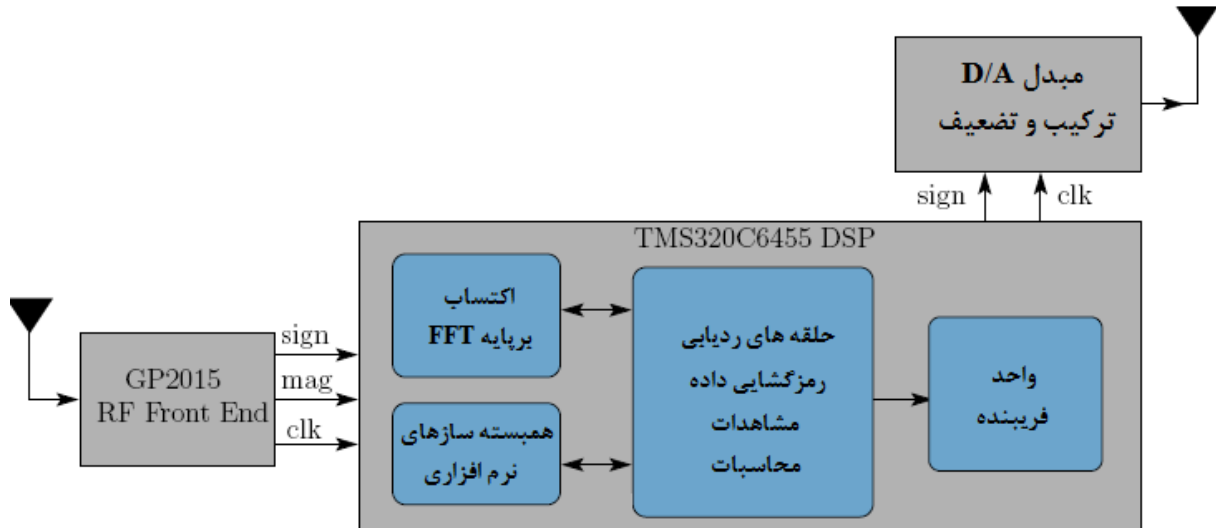 مبدل D/A
ترکیب و تضعیف
sign
clk
TMS320C6455 DSP
اکتساب
برپایه FFT
حلقه های ردیابی
رمزگشایی داده
مشاهدات
محاسبات
واحد
فریبنده
همبسته سازهای
نرم افزاری
sign
mag
clk
GP2015
RF Front End